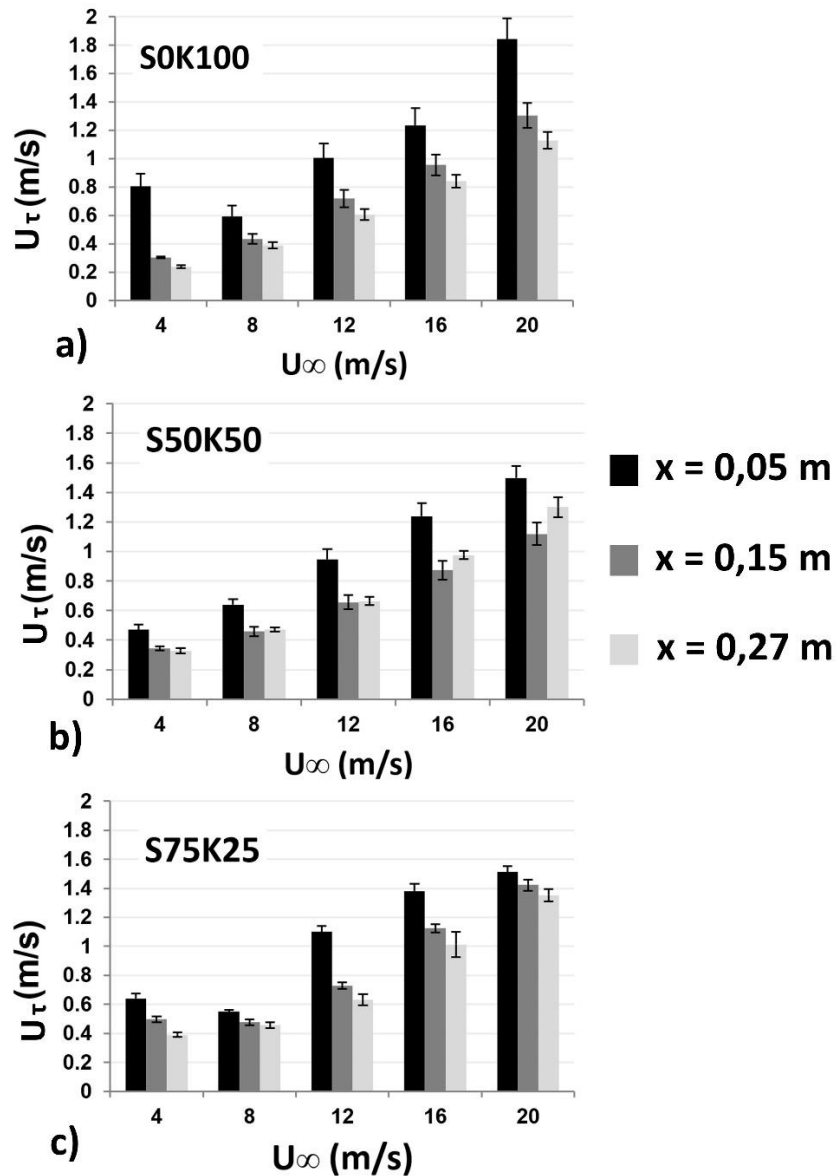 2
1.8
1.6
1.4
1.2
1
0.8
0.6
0.4
0.2
0
Uτ (m/s)
S0K100
4 8 12 16 20
a)
U∞ (m/s)
2
1.8
1.6
1.4
1.2
1
0.8
0.6
0.4
0.2
0
Uτ (m/s)
S50K50
4 8 12 16 20
b)
U∞ (m/s)
x = 0,05 m
x = 0,15 m
x = 0,27 m
2
1.8
1.6
1.4
1.2
1
0.8
0.6
0.4
0.2
0
Uτ (m/s)
S75K25
4 8 12 16 20
c)
U∞ (m/s)